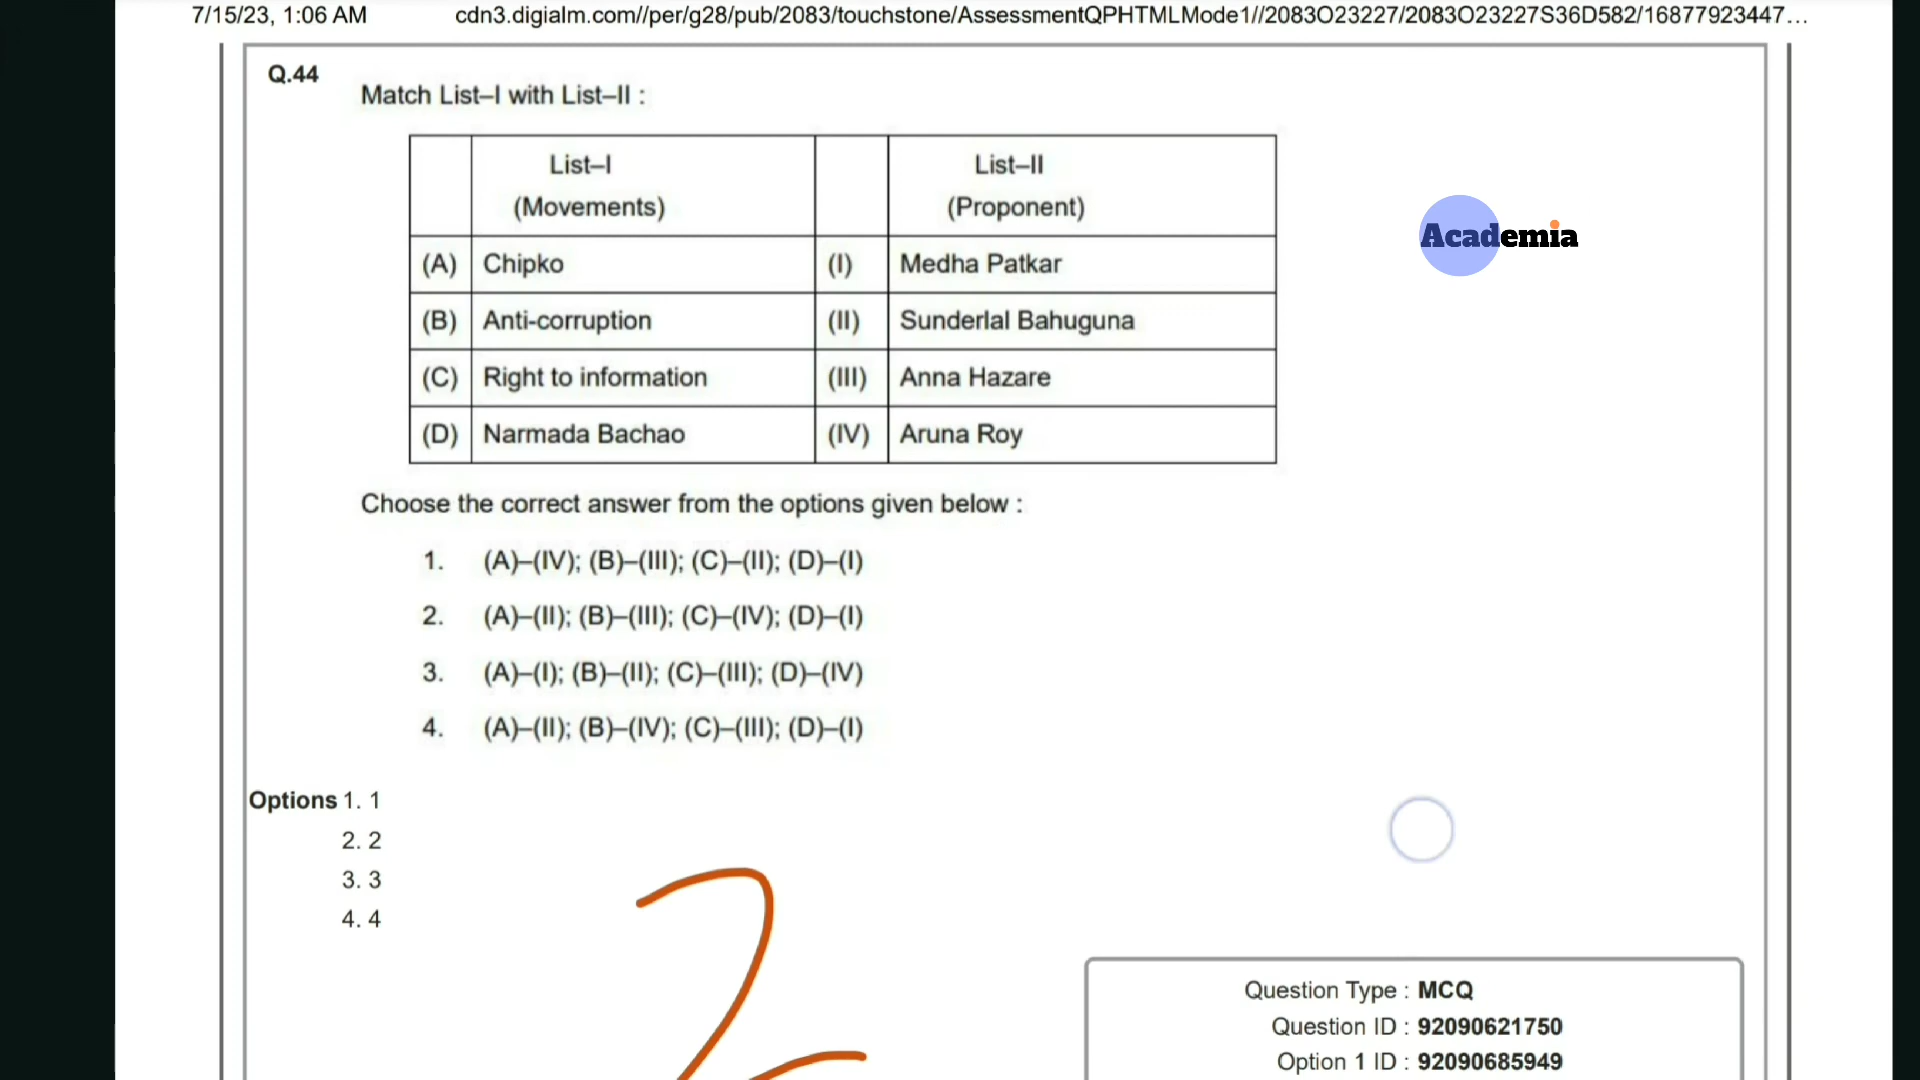 7/15/23, 1:06 AM cdn3.digialm.com//per/g28/pub/2083/touchstone/AssessmentQPHTMLMode1//2083O23227/2083O23227S36D582/16877923447...
Q.44
Match List–I with List–II :
List–I List–II
(Movements) (Proponent)
(A) Chipko (I) Medha Patkar
(B) Anti-corruption (II) Sunderlal Bahuguna
(C) Right to information (III) Anna Hazare
(D) Narmada Bachao (IV) Aruna Roy
Academia
Choose the correct answer from the options given below :
1. (A)–(IV); (B)–(III); (C)–(II); (D)–(I)
2. (A)–(II); (B)–(III); (C)–(IV); (D)–(I)
3. (A)–(I); (B)–(II); (C)–(III); (D)–(IV)
4. (A)–(II); (B)–(IV); (C)–(III); (D)–(I)
Options 1. 1
2. 2
3. 3
4. 4
2
Question Type : MCQ
Question ID : 92090621750
Option 1 ID : 92090685949